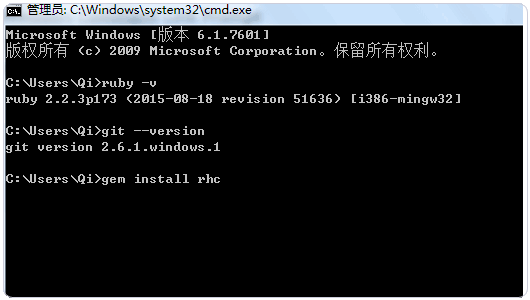 管理员: C:\Windows\system32\cmd.exe
Microsoft Windows [版本 6.1.7601]
版权所有 (c) 2009 Microsoft Corporation。保留所有权利。
C:\Users\Qi>ruby -v
ruby 2.2.3p173 (2015-08-18 revision 51636) [i386-mingw32]
C:\Users\Qi>git --version
git version 2.6.1.windows.1
C:\Users\Qi>gem install rhc